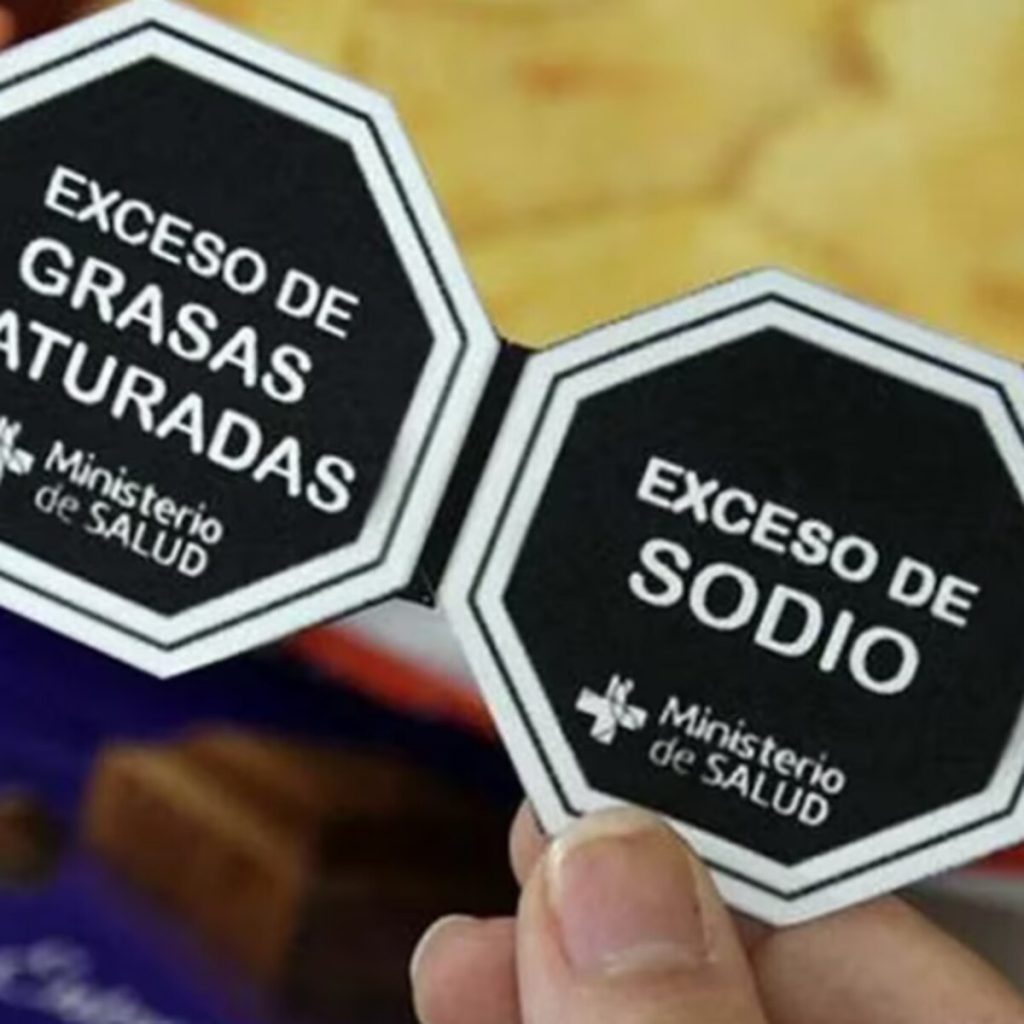 EXCESO DE
GRASAS
ATURADAS
Ministerio
de SALUD
EXCESO DE
SODIO
Ministerio
de SALUD